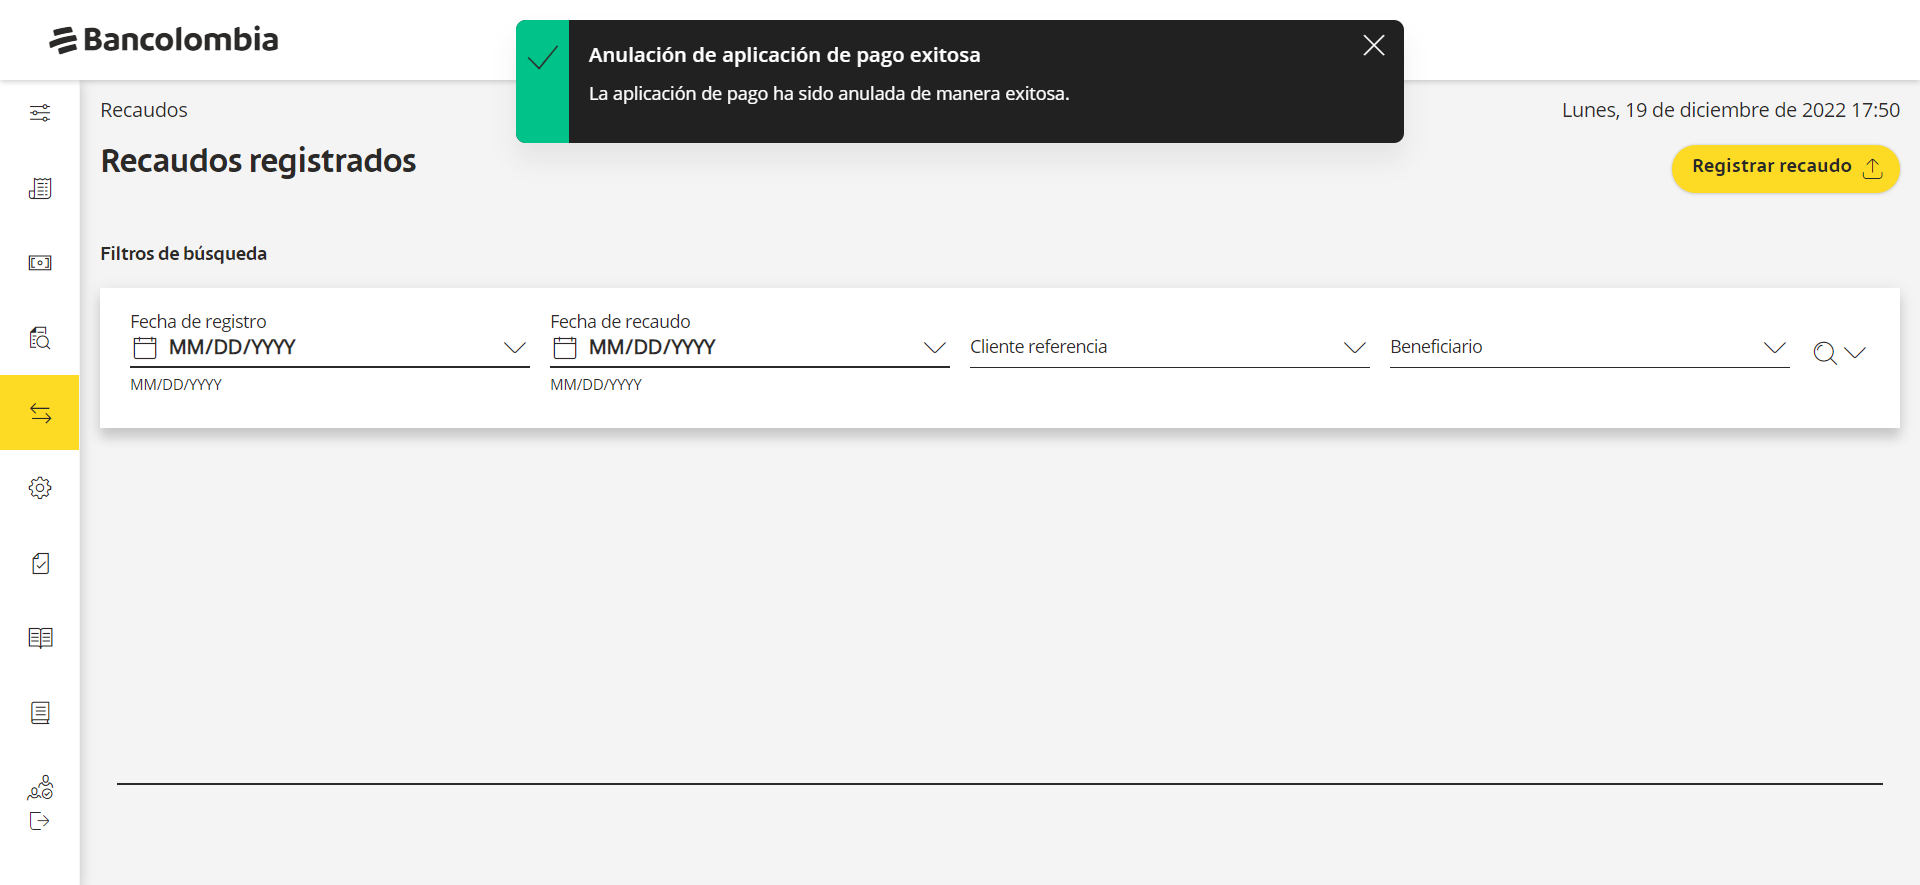 Bancolombia
Anulación de aplicación de pago exitosa
La aplicación de pago ha sido anulada de manera exitosa.
Recaudos
Lunes, 19 de diciembre de 2022 17:50
Recaudos registrados
Registrar recaudo
Filtros de búsqueda
Fecha de registro
MM/DD/YYYY
MM/DD/YYYY
Fecha de recaudo
MM/DD/YYYY
MM/DD/YYYY
Cliente referencia
Beneficiario